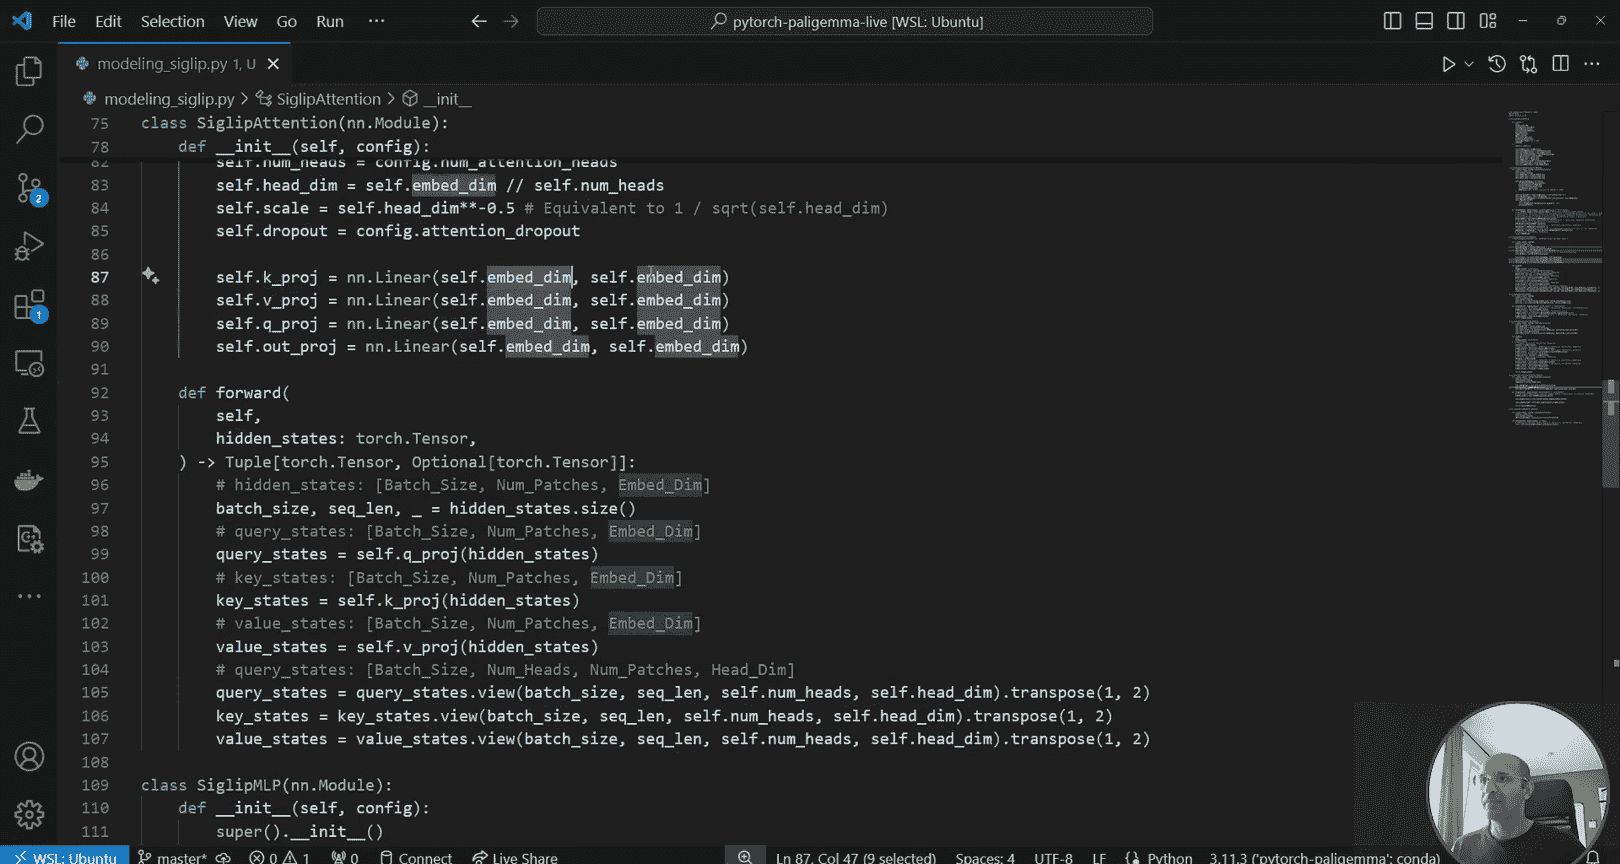 File Edit Selection View Go Run ··· pytorch-paligemma-live [WSL: Ubuntu]
modeling_siglip.py 1, U
modeling_siglip.py > SiglipAttention > __init__
75 class SiglipAttention(nn.Module):
78 def __init__(self, config):
82 self.num_heads = config.num_attention_heads
83 self.head_dim = self.embed_dim // self.num_heads
84 self.scale = self.head_dim**-0.5 # Equivalent to 1 / sqrt(self.head_dim)
85 self.dropout = config.attention_dropout
86
87 self.k_proj = nn.Linear(self.embed_dim, self.embed_dim)
88 self.v_proj = nn.Linear(self.embed_dim, self.embed_dim)
89 self.q_proj = nn.Linear(self.embed_dim, self.embed_dim)
90 self.out_proj = nn.Linear(self.embed_dim, self.embed_dim)
91
92 def forward(
93 self,
94 hidden_states: torch.Tensor,
95 ) -> Tuple[torch.Tensor, Optional[torch.Tensor]]:
96 # hidden_states: [Batch_Size, Num_Patches, Embed_Dim]
97 batch_size, seq_len, _ = hidden_states.size()
98 # query_states: [Batch_Size, Num_Patches, Embed_Dim]
99 query_states = self.q_proj(hidden_states)
100 # key_states: [Batch_Size, Num_Patches, Embed_Dim]
101 key_states = self.k_proj(hidden_states)
102 # value_states: [Batch_Size, Num_Patches, Embed_Dim]
103 value_states = self.v_proj(hidden_states)
104 # query_states: [Batch_Size, Num_Heads, Num_Patches, Head_Dim]
105 query_states = query_states.view(batch_size, seq_len, self.num_heads, self.head_dim).transpose(1, 2)
106 key_states = key_states.view(batch_size, seq_len, self.num_heads, self.head_dim).transpose(1, 2)
107 value_states = value_states.view(batch_size, seq_len, self.num_heads, self.head_dim).transpose(1, 2)
108
109 class SiglipMLP(nn.Module):
110 def __init__(self, config):
111 super().__init__()
2
1
WSL: Ubuntu master* 0 1 0 Connect Live Share Ln 87, Col 47 (9 selected) Spaces: 4 UTF-8 LF Python 3.11.3 ('pytorch-paligemma': conda)